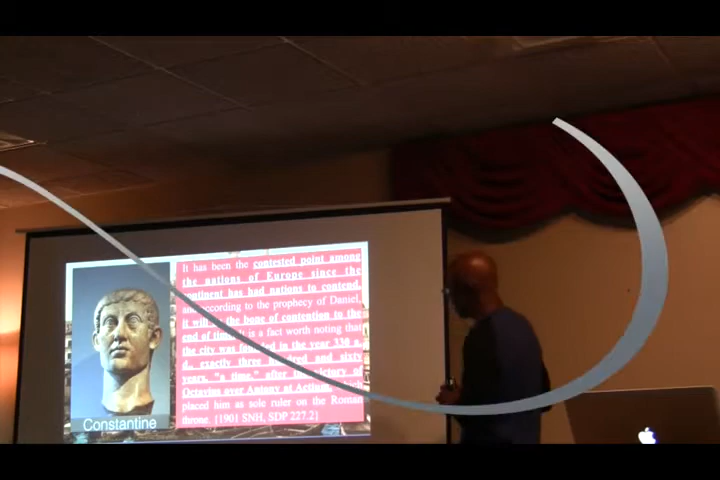 It has been the contested point among
the nations of Europe since the
continent has had nations to contend,
and according to the prophecy of Daniel,
it will be the bone of contention to the
end of time. It is a fact worth noting that
the city was founded in the year 330 a.
d., exactly three hundred and sixty
years, "a time," after the victory of
Octavius over Antony at Actium, which
placed him as sole ruler on the Roman
throne. {1901 SNH, SDP 227.2}
Constantine